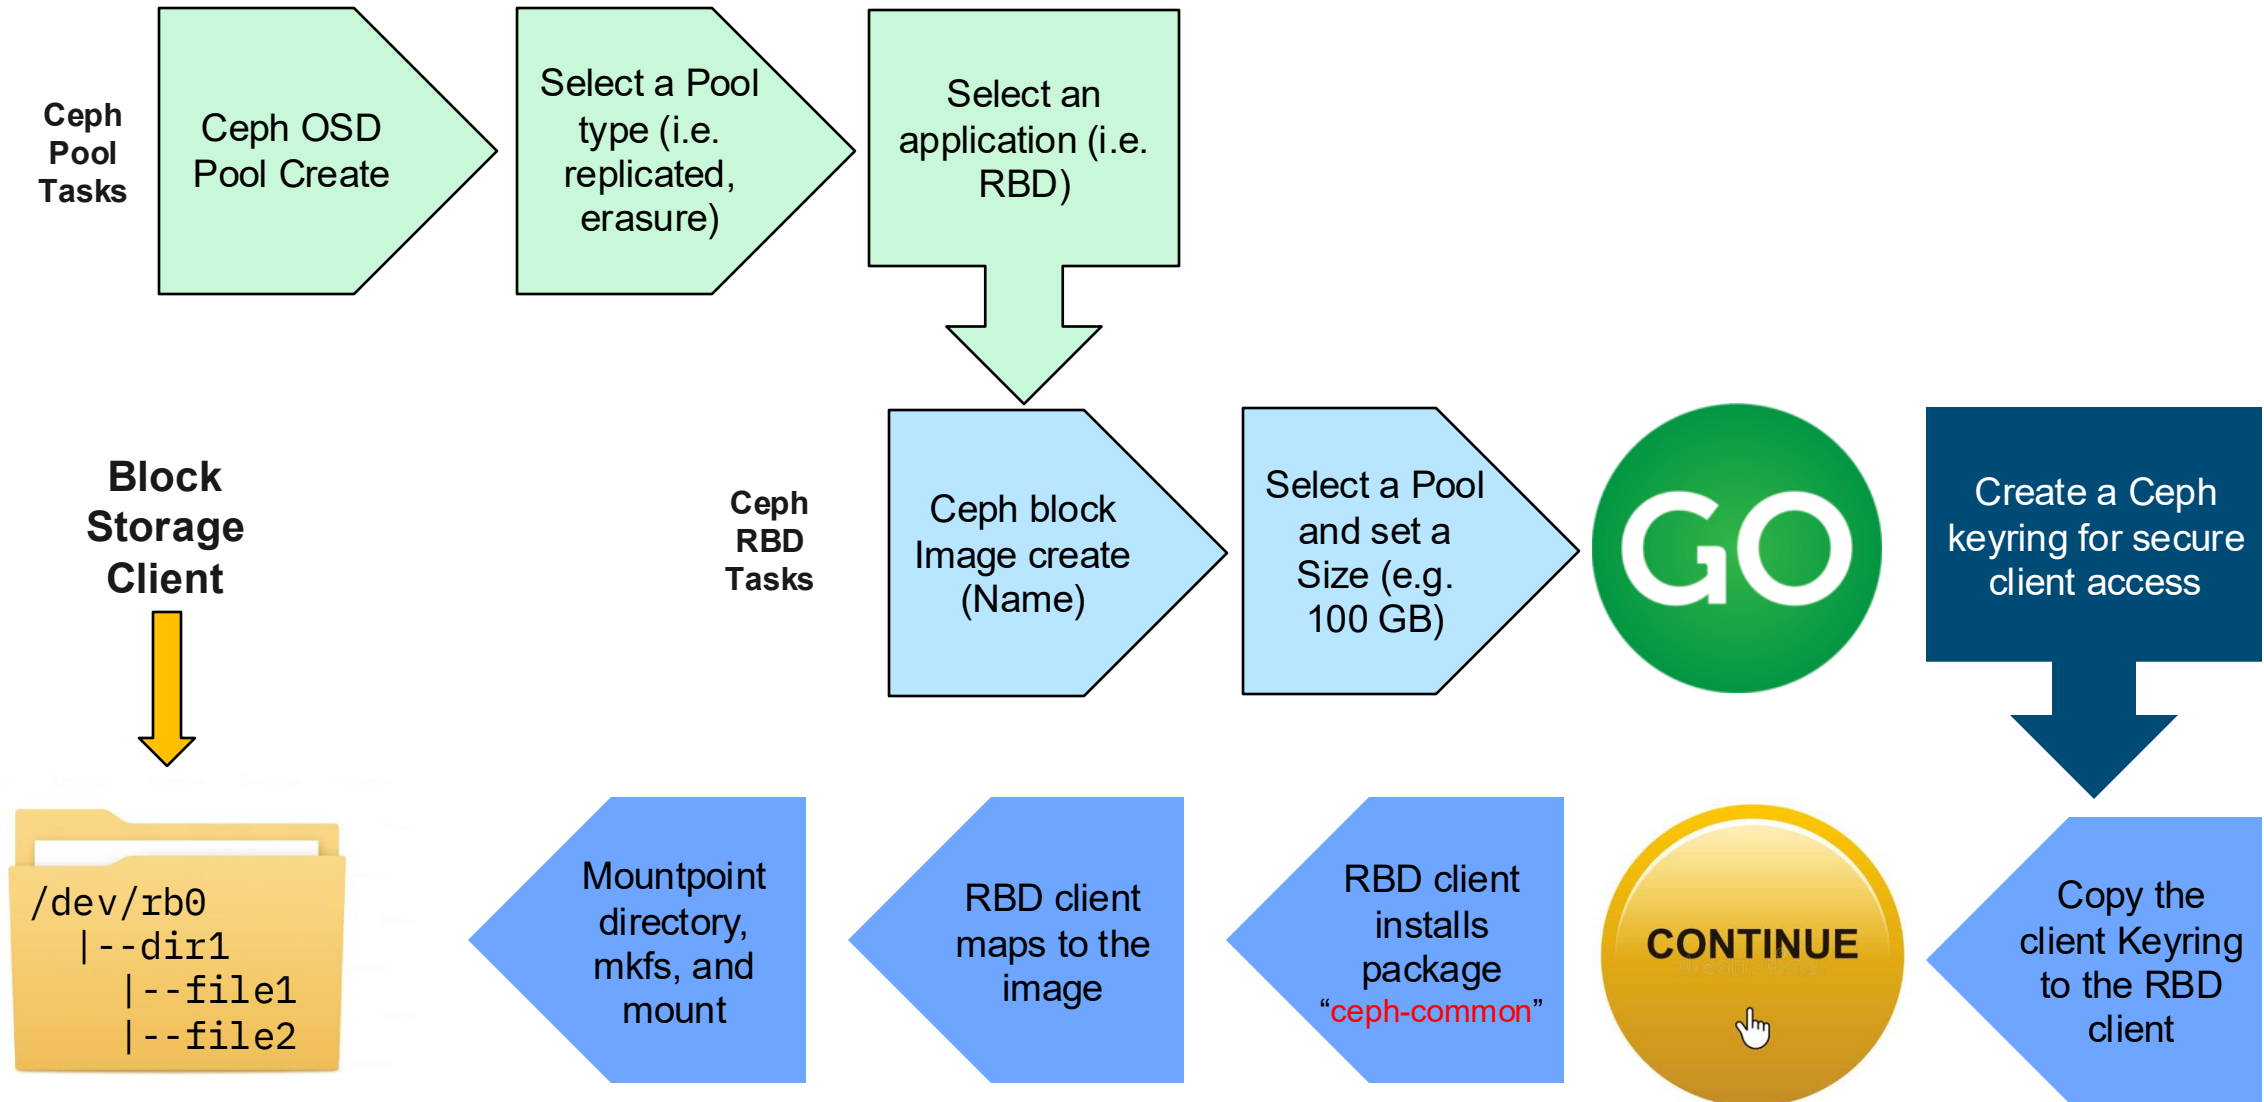 Ceph
Pool
Tasks
Ceph OSD
Pool Create
Select a Pool
type (i.e.
replicated,
erasure)
Select an
application (i.e.
RBD)
Block
Storage
Client
Ceph
RBD
Tasks
Ceph block
Image create
(Name)
Select a Pool
and set a
Size (e.g.
100 GB)
GO
Create a Ceph
keyring for secure
client access
Copy the
client Keyring
to the RBD
client
CONTINUE
RBD client
installs
package
“ceph-common”
RBD client
maps to the
image
Mountpoint
directory,
mkfs, and
mount
/dev/rb0
|--dir1
|--file1
|--file2